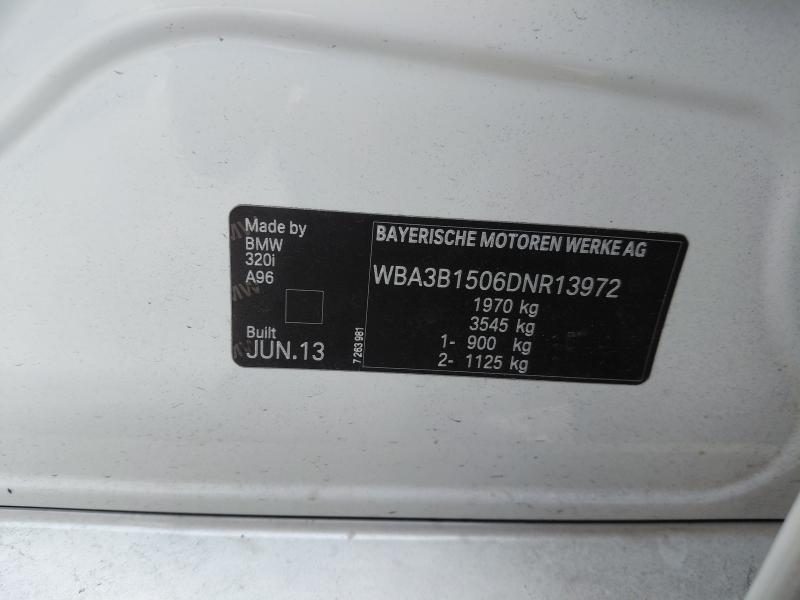 Made by
BMW
320i
A96
Built
JUN.13
7 263 981
BAYERISCHE MOTOREN WERKE AG
WBA3B1506DNR13972
1970 kg
3545 kg
1- 900 kg
2- 1125 kg